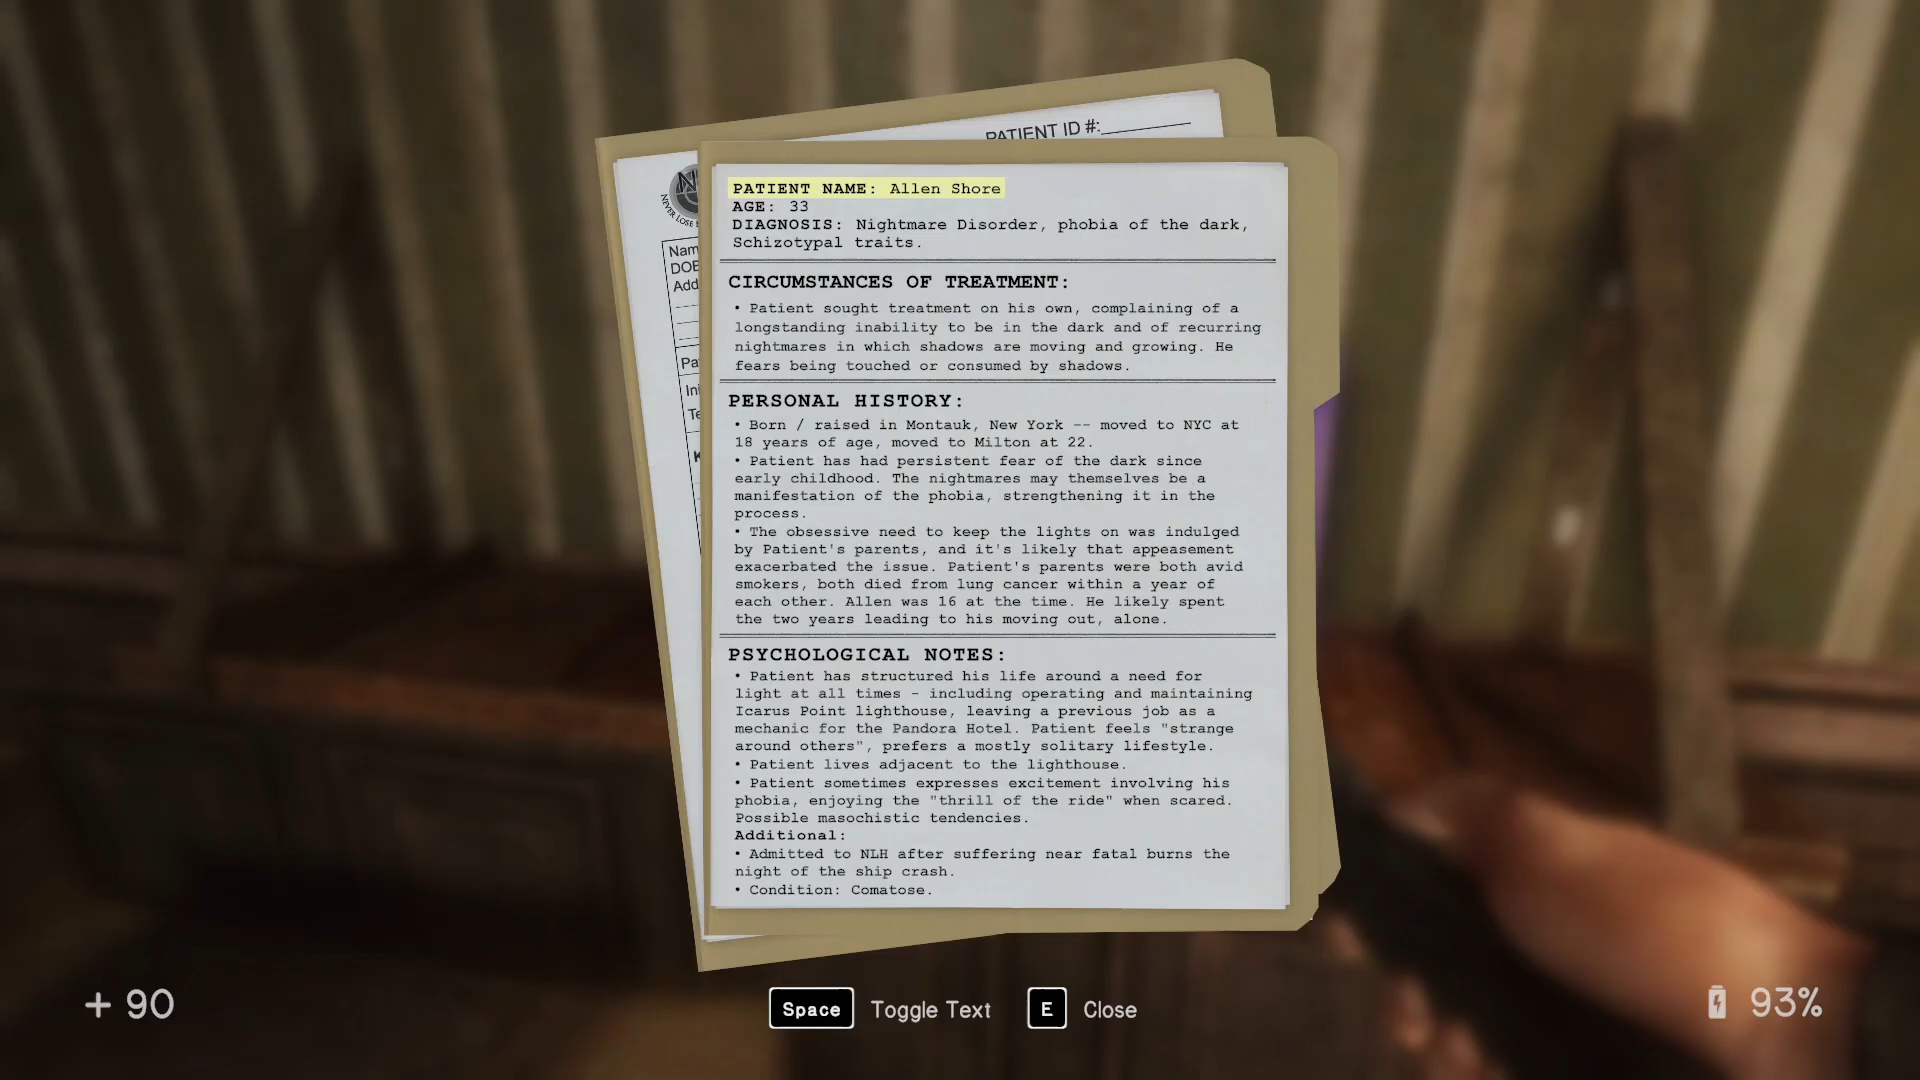 PATIENT ID #:
NEVER LOSE
Nam
DOB
Add
Pa
Ini
Te
K
PATIENT NAME: Allen Shore
AGE: 33
DIAGNOSIS: Nightmare Disorder, phobia of the dark,
Schizotypal traits.
CIRCUMSTANCES OF TREATMENT:
• Patient sought treatment on his own, complaining of a
longstanding inability to be in the dark and of recurring
nightmares in which shadows are moving and growing. He
fears being touched or consumed by shadows.
PERSONAL HISTORY:
• Born / raised in Montauk, New York -- moved to NYC at
18 years of age, moved to Milton at 22.
• Patient has had persistent fear of the dark since
early childhood. The nightmares may themselves be a
manifestation of the phobia, strengthening it in the
process.
• The obsessive need to keep the lights on was indulged
by Patient's parents, and it's likely that appeasement
exacerbated the issue. Patient's parents were both avid
smokers, both died from lung cancer within a year of
each other. Allen was 16 at the time. He likely spent
the two years leading to his moving out, alone.
PSYCHOLOGICAL NOTES:
• Patient has structured his life around a need for
light at all times - including operating and maintaining
Icarus Point lighthouse, leaving a previous job as a
mechanic for the Pandora Hotel. Patient feels "strange
around others", prefers a mostly solitary lifestyle.
• Patient lives adjacent to the lighthouse.
• Patient sometimes expresses excitement involving his
phobia, enjoying the "thrill of the ride" when scared.
Possible masochistic tendencies.
Additional:
• Admitted to NLH after suffering near fatal burns the
night of the ship crash.
• Condition: Comatose.
+ 90
Space Toggle Text E Close
93%